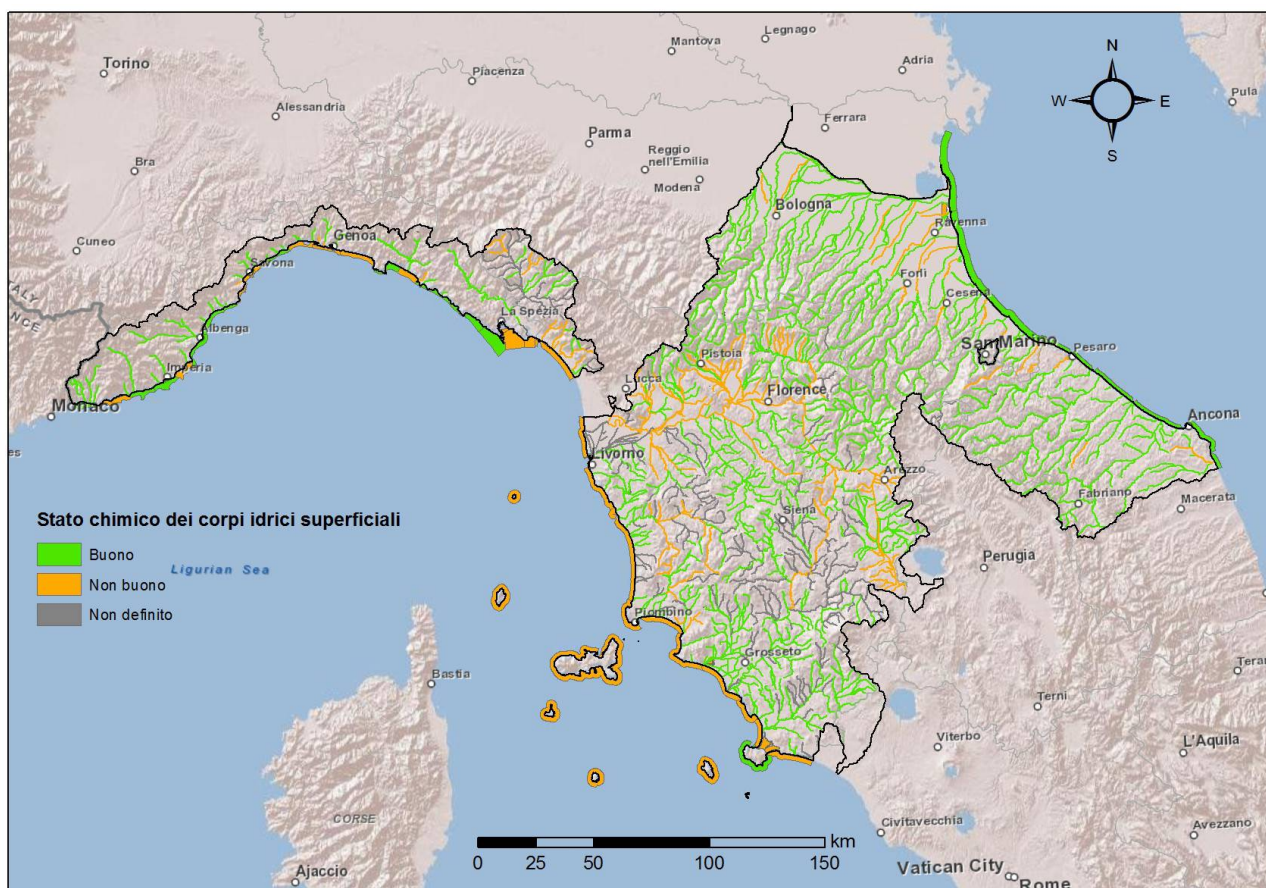 Legnago
Mantova
Torino
Piacenza
Adria
Pula
N
W E
S
Alessandria
Ferrara
Parma
Reggio
nell'Emilia
Modena
Bra
Bologna
Ravenna
Cuneo
Genoa
Savona
Forlì
Cesena
ITALY
La Spezia
Albenga
San Marino
Pesaro
Imperia
Pistoia
Lucca
Florence
Monaco
Ancona
Livorno
Arezzo
Fabriano
Macerata
Siena
Stato chimico dei corpi idrici superficiali
Buono
Ligurian Sea
Non buono
Non definito
Perugia
Piombino
Grosseto
Bastia
Teram
Terni
Viterbo
L'Aquila
CORSE
Civitavecchia
Avezzano
km
0 25 50 100 150
Ajaccio
Vatican City
Rome